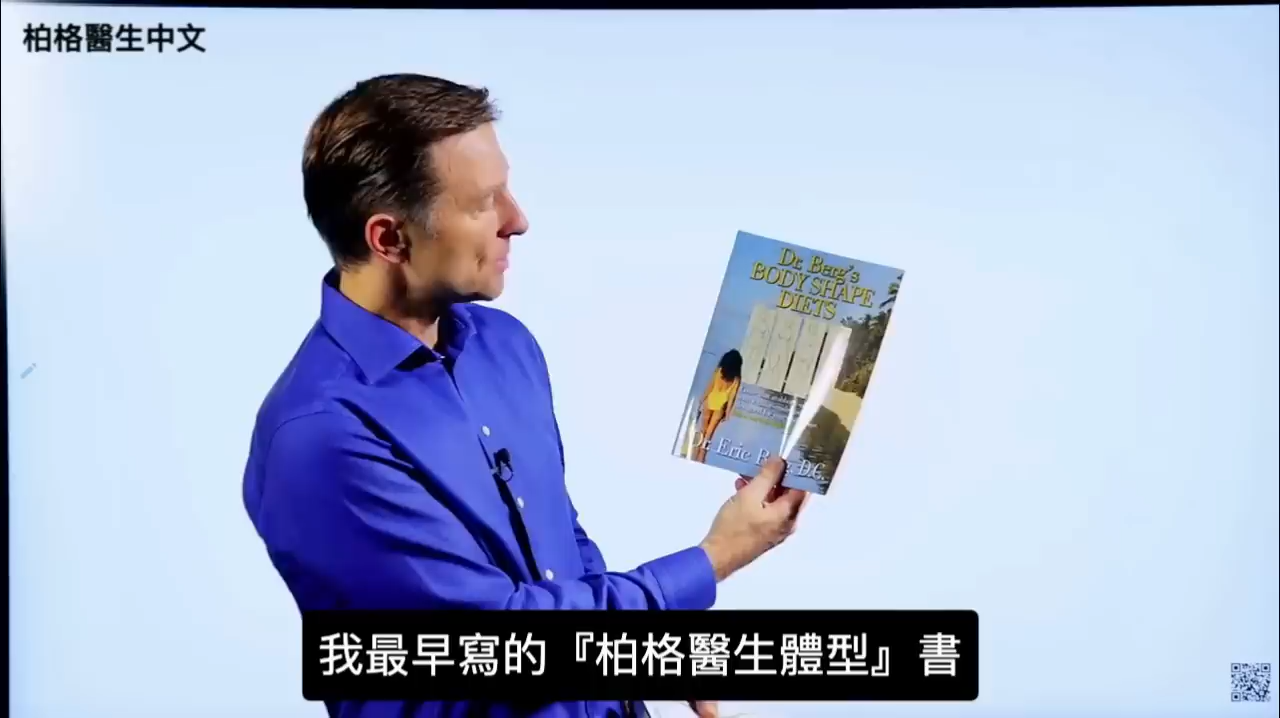 柏格醫生中文
Dr. Berg's
BODY SHAPE
DIETS
Dr. Eric B
D.C.
我最早寫的『柏格醫生體型』書